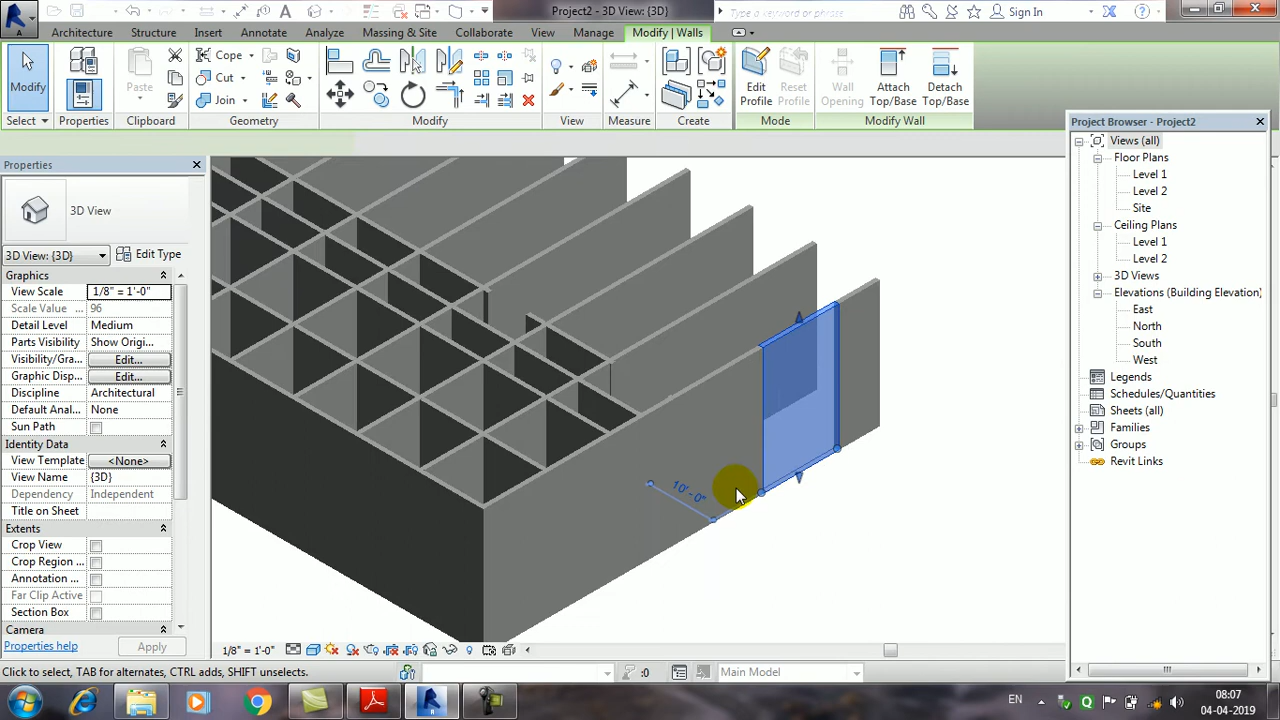 Project2 - 3D View: {3D}
Type a keyword or phrase
Sign In
Architecture
Structure
Insert
Annotate
Analyze
Massing & Site
Collaborate
View
Manage
Modify | Walls
Modify
Select
Properties
Paste
Clipboard
Cope
Cut
Join
Geometry
Modify
View
Measure
Create
Edit Profile
Reset Profile
Mode
Wall Opening
Attach Top/Base
Detach Top/Base
Modify Wall
Properties
3D View
3D View: {3D}
Edit Type
Graphics
View Scale 1/8" = 1'-0"
Scale Value ... 96
Detail Level Medium
Parts Visibility Show Origi...
Visibility/Gra... Edit...
Graphic Disp... Edit...
Discipline Architectural
Default Anal... None
Sun Path
Identity Data
View Template <None>
View Name {3D}
Dependency Independent
Title on Sheet
Extents
Crop View
Crop Region ...
Annotation ...
Far Clip Active
Section Box
Camera
Properties help
Apply
10' - 0"
Project Browser - Project2
Views (all)
Floor Plans
Level 1
Level 2
Site
Ceiling Plans
Level 1
Level 2
3D Views
Elevations (Building Elevation)
East
North
South
West
Legends
Schedules/Quantities
Sheets (all)
Families
Groups
Revit Links
1/8" = 1'-0"
Click to select, TAB for alternates, CTRL adds, SHIFT unselects.
:0
Main Model
EN
08:07
04-04-2019